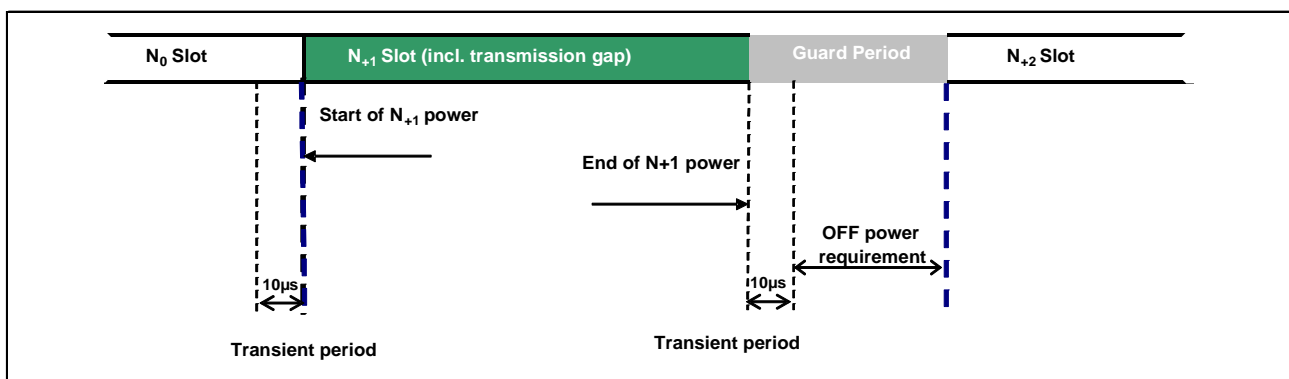 N₀ Slot
N₊₁ Slot (incl. transmission gap)
Guard Period
N₊₂ Slot
Start of N₊₁ power
End of N+1 power
OFF power
requirement
10µs
10µs
Transient period
Transient period